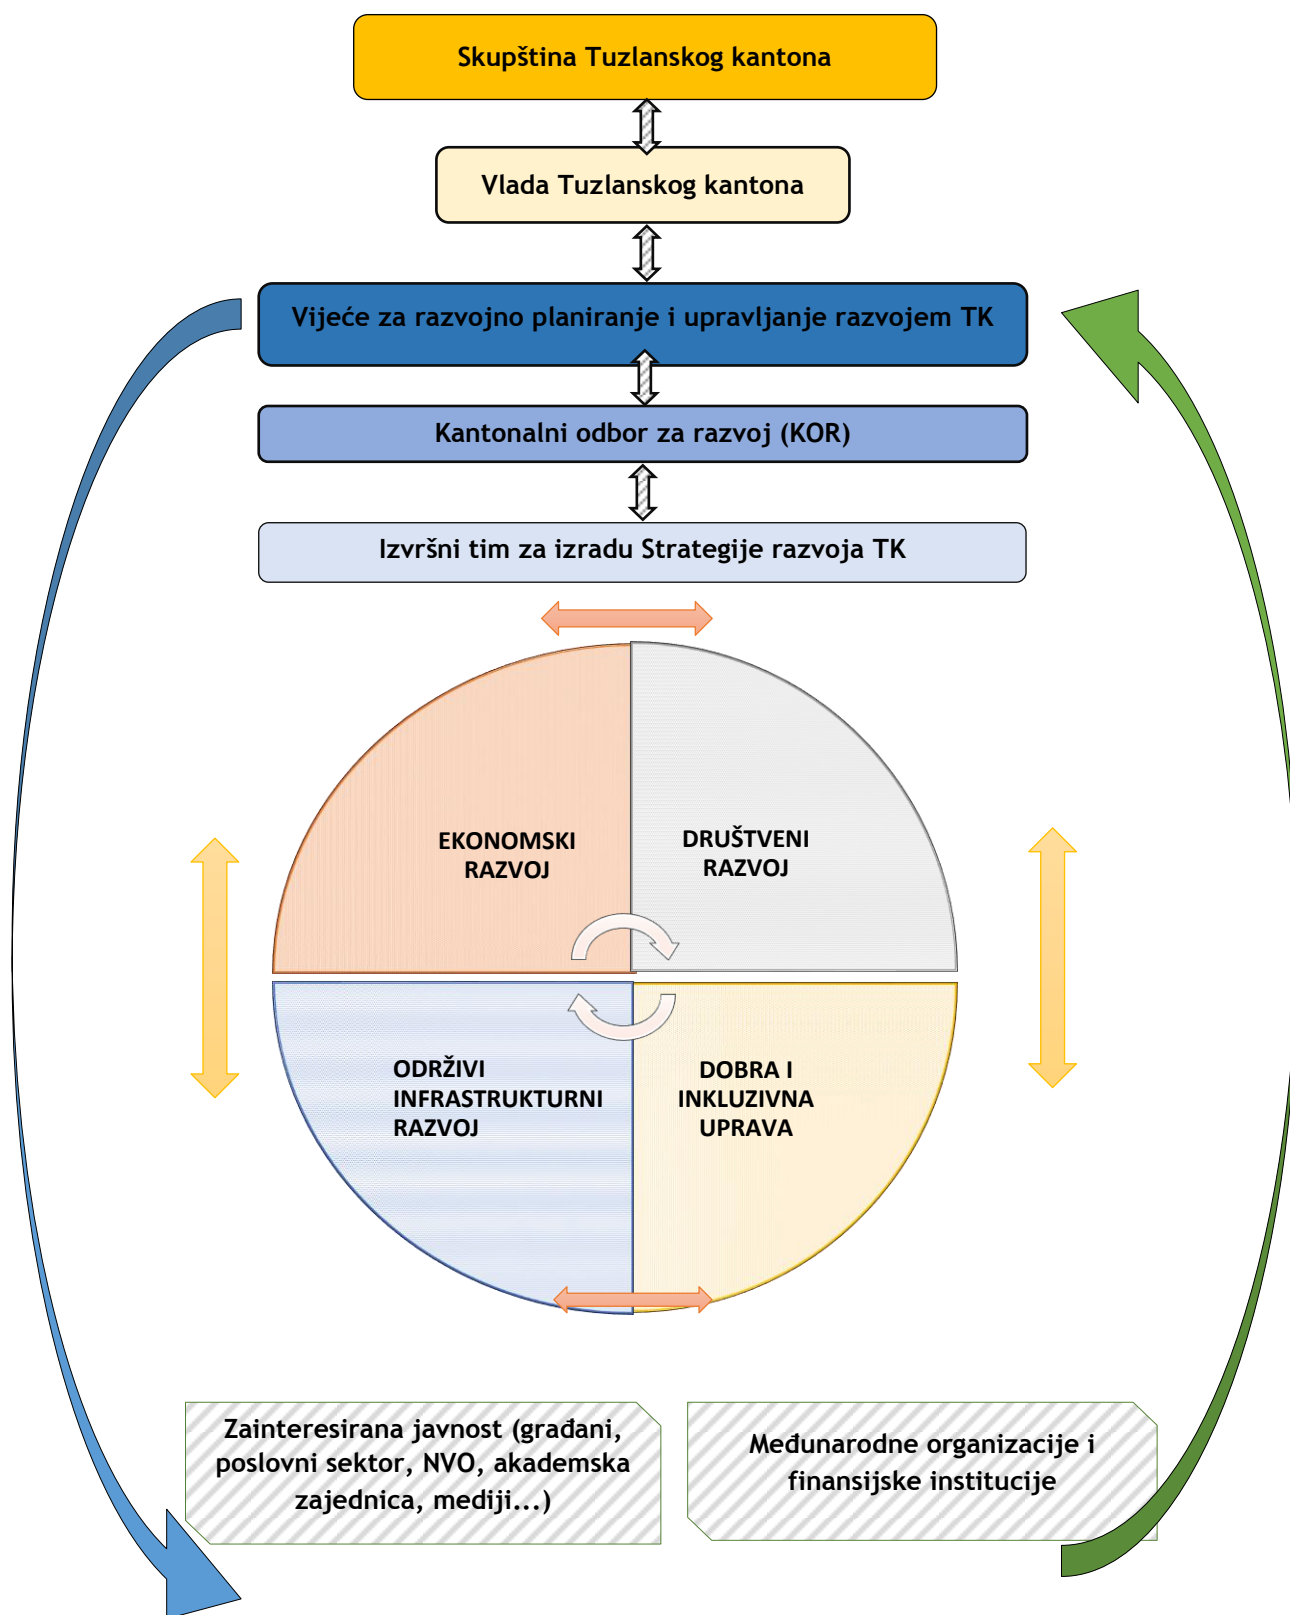 Skupština Tuzlanskog kantona
Vlada Tuzlanskog kantona
Vijeće za razvojno planiranje i upravljanje razvojem TK
Kantonalni odbor za razvoj (KOR)
Izvršni tim za izradu Strategije razvoja TK
EKONOMSKI
RAZVOJ
DRUŠTVENI
RAZVOJ
ODRŽIVI
INFRASTRUKTURNI
RAZVOJ
DOBRA I
INKLUZIVNA
UPRAVA
Zainteresirana javnost (građani,
poslovni sektor, NVO, akademska
zajednica, mediji...)
Međunarodne organizacije i
finansijske institucije